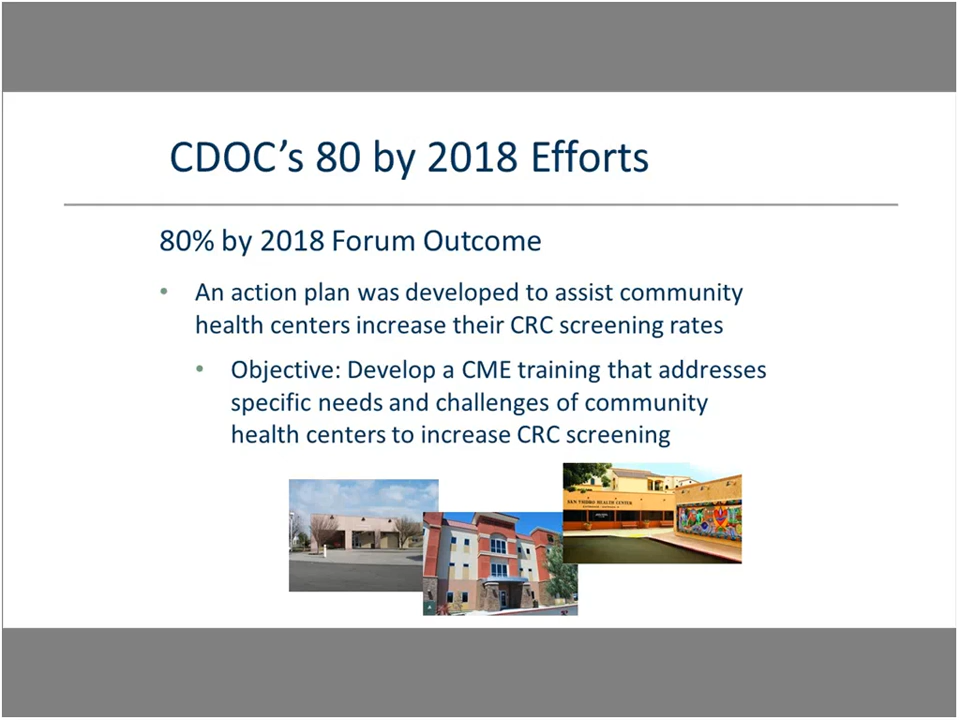 CDOC’s 80 by 2018 Efforts
80% by 2018 Forum Outcome
• An action plan was developed to assist community
health centers increase their CRC screening rates
• Objective: Develop a CME training that addresses
specific needs and challenges of community
health centers to increase CRC screening
SAN YSIDRO HEALTH CENTER